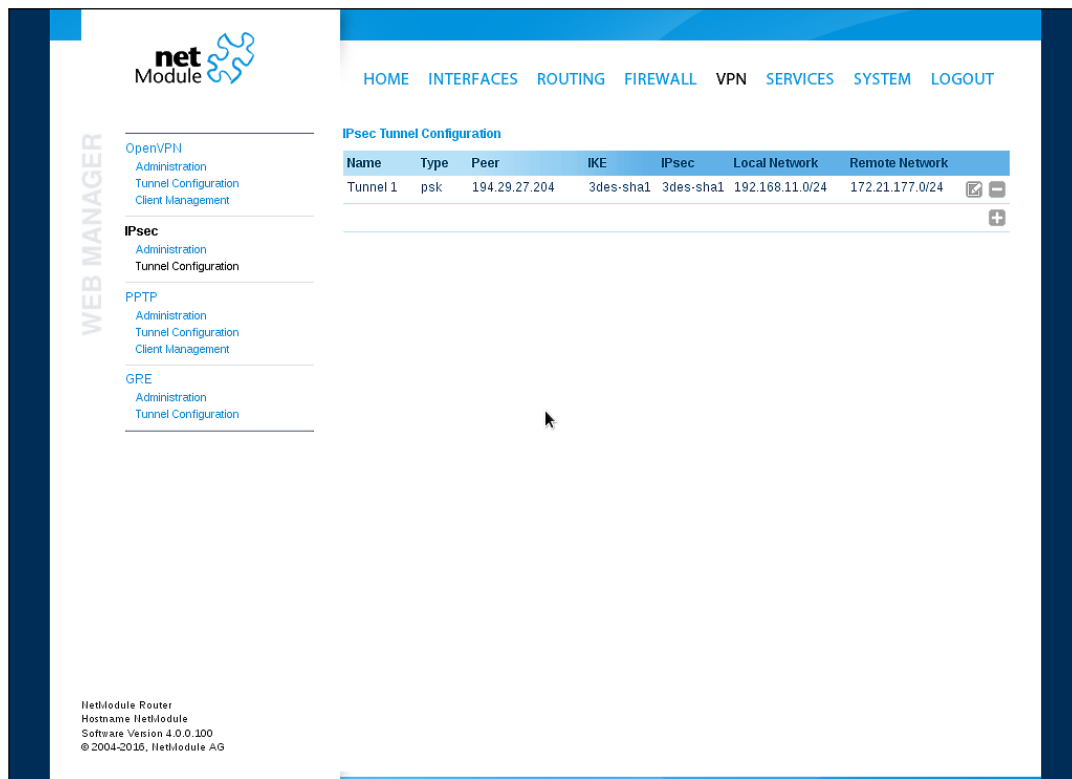 net
Module
HOME INTERFACES ROUTING FIREWALL VPN SERVICES SYSTEM LOGOUT
WEB MANAGER
OpenVPN
Administration
Tunnel Configuration
Client Management
IPsec
Administration
Tunnel Configuration
PPTP
Administration
Tunnel Configuration
Client Management
GRE
Administration
Tunnel Configuration
IPsec Tunnel Configuration
Name Type Peer IKE IPsec Local Network Remote Network
Tunnel 1 psk 194.29.27.204 3des-sha1 3des-sha1 192.168.11.0/24 172.21.177.0/24
NetModule Router
Hostname NetModule
Software Version 4.0.0.100
© 2004-2016, NetModule AG